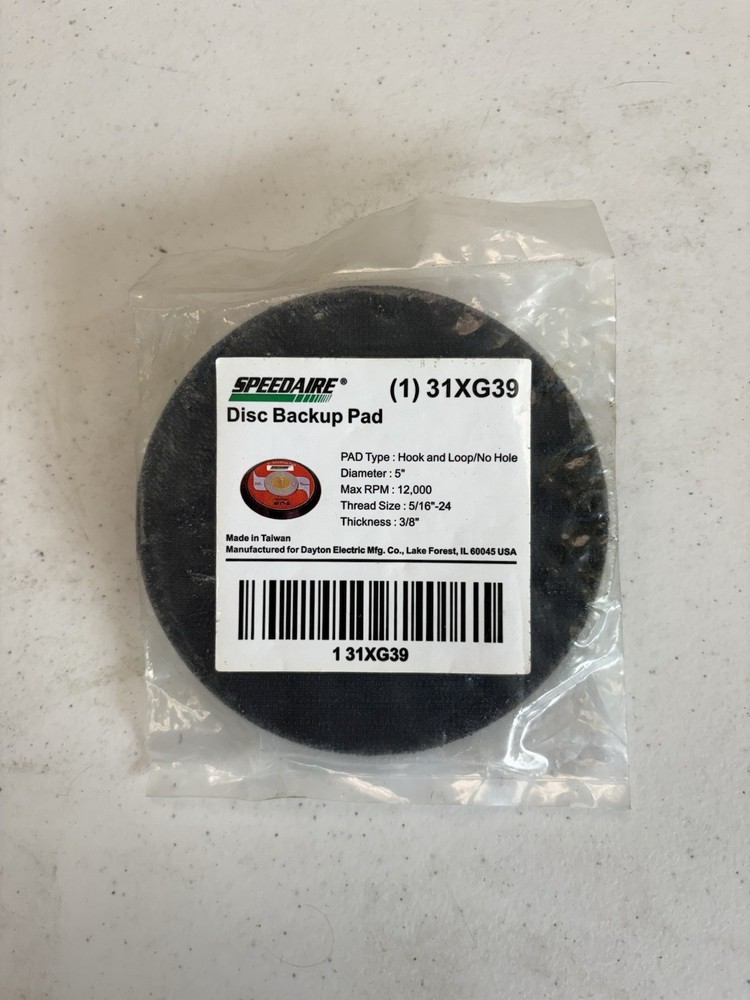 SPEEDAIRE® (1) 31XG39
Disc Backup Pad
PAD Type : Hook and Loop/No Hole
Diameter : 5"
Max RPM : 12,000
Thread Size : 5/16"-24
Thickness : 3/8"
Made in Taiwan
Manufactured for Dayton Electric Mfg. Co., Lake Forest, IL 60045 USA
1 31XG39